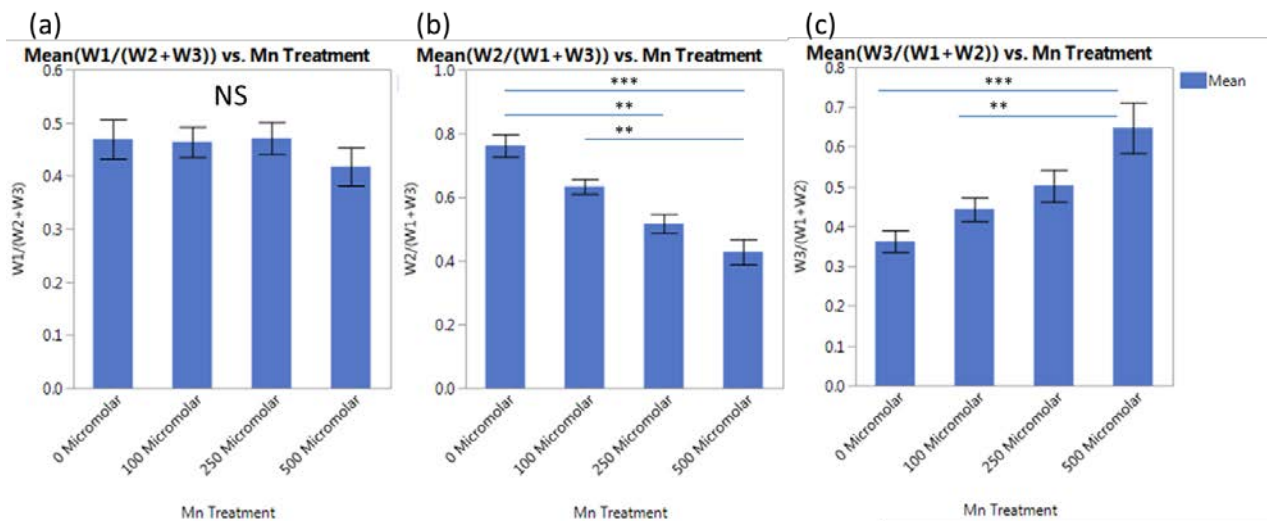 (a)
Mean(W1/(W2+W3)) vs. Mn Treatment
NS
0.6
0.5
0.4
0.3
0.2
0.1
0.0
W1/(W2+W3)
0 Micromolar
100 Micromolar
250 Micromolar
500 Micromolar
Mn Treatment
(b)
Mean(W2/(W1+W3)) vs. Mn Treatment
***
**
**
1.0
0.8
0.6
0.4
0.2
0.0
W2/(W1+W3)
0 Micromolar
100 Micromolar
250 Micromolar
500 Micromolar
Mn Treatment
(c)
Mean(W3/(W1+W2)) vs. Mn Treatment
***
**
0.8
0.7
0.6
0.5
0.4
0.3
0.2
0.1
0.0
W3/(W1+W2)
0 Micromolar
100 Micromolar
250 Micromolar
500 Micromolar
Mn Treatment
Mean